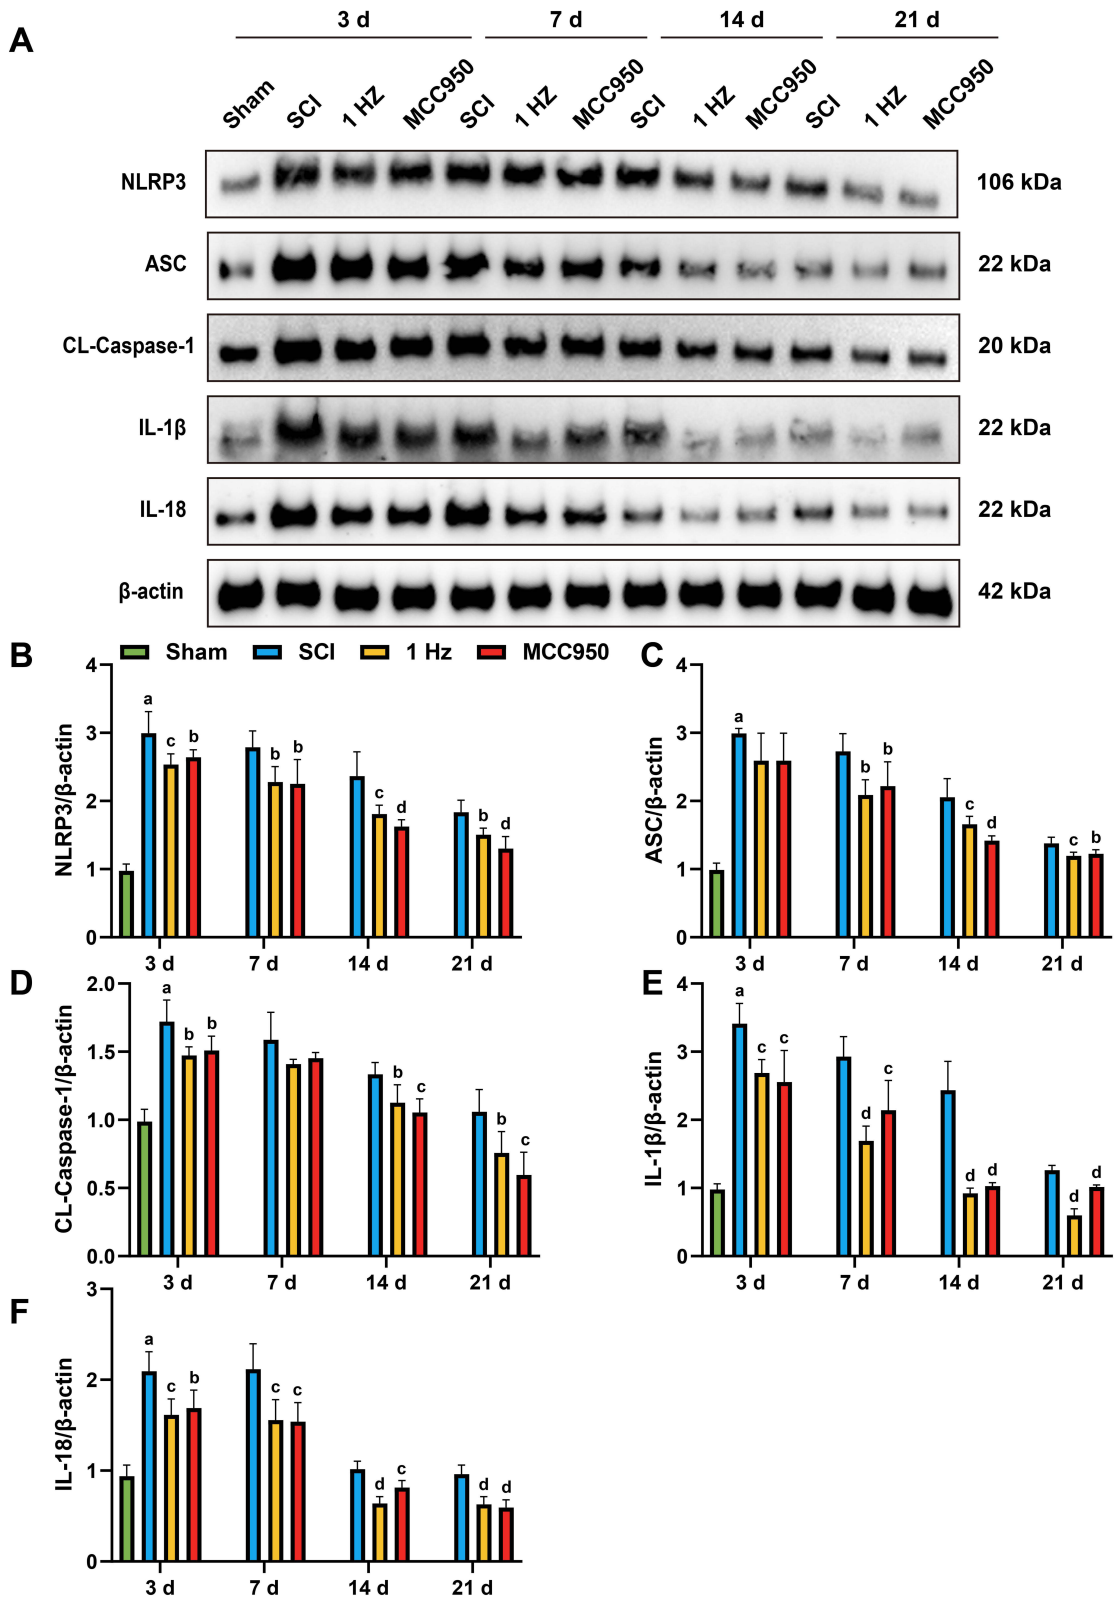 A
3 d 7 d 14 d 21 d
Sham SCI 1 HZ MCC950 SCI 1 HZ MCC950 SCI 1 HZ MCC950 SCI 1 HZ MCC950
NLRP3 106 kDa
ASC 22 kDa
CL-Caspase-1 20 kDa
IL-1β 22 kDa
IL-18 22 kDa
β-actin 42 kDa
B Sham SCI 1 Hz MCC950
NLRP3/β-actin
4
3
2
1
0
a c b b b c d b d
3 d 7 d 14 d 21 d
C
ASC/β-actin
4
3
2
1
0
a b b c d c b
3 d 7 d 14 d 21 d
D
CL-Caspase-1/β-actin
2.0
1.5
1.0
0.5
0.0
a b b b c b c
3 d 7 d 14 d 21 d
E
IL-1β/β-actin
4
3
2
1
0
a c c d c d d d d
3 d 7 d 14 d 21 d
F
IL-18/β-actin
3
2
1
0
a c b c c d c d d
3 d 7 d 14 d 21 d